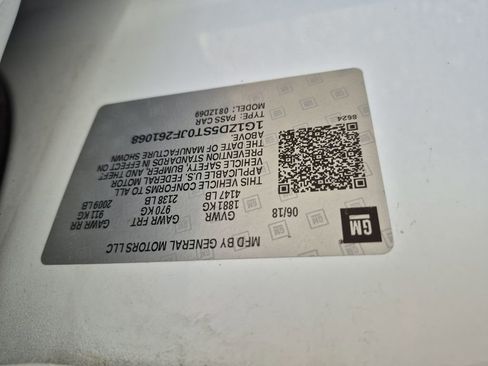 MFD BY GENERAL MOTORS LLC
GM
06/18
GVWR
1881 KG
4147 LB
GAWR FRT
970 KG
2138 LB
GAWR RR
911 KG
2009 LB
THIS VEHICLE CONFORMS TO ALL
APPLICABLE U.S. FEDERAL MOTOR
VEHICLE SAFETY, BUMPER, AND THEFT
PREVENTION STANDARDS IN EFFECT ON
THE DATE OF MANUFACTURE SHOWN
ABOVE.
1G1ZD5ST0JF261068
TYPE: PASS CAR
081ZD69
8624